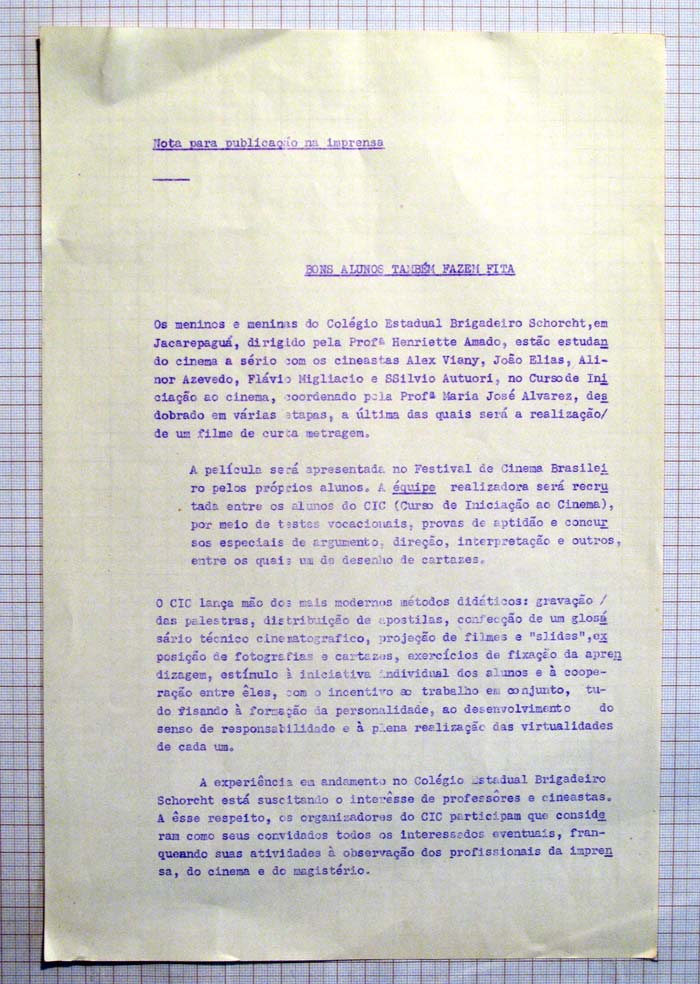 Nota para publicação na imprensa
BONS ALUNOS TAMBÉM FAZEM FITA
Os meninos e meninas do Colégio Estadual Brigadeiro Schorcht,em
Jacarepaguá, dirigido pela Profª Henriette Amado, estão estudan
do cinema a sério com os cineastas Alex Viany, João Elias, Ali-
nor Azevedo, Flávio Migliacio e SSilvio Autuori, no Curso de Ini
ciação ao cinema, coordenado pela Profª Maria José Alvarez, des
dobrado em várias etapas, a última das quais será a realização/
de um filme de curta metragem.
A película será apresentada no Festival de Cinema Brasilei
ro pelos próprios alunos. A équipe realizadora será recru
tada entre os alunos do CIC (Curso de Iniciação ao Cinema),
por meio de testes vocacionais, provas de aptidão e concur
sos especiais de argumento, direção, interpretação e outros,
entre os quais um de desenho de cartazes.
O CIC lança mão dos mais modernos métodos didáticos: gravação /
das palestras, distribuição de apostilas, confecção de um glosá
sário técnico cinematografico, projeção de filmes e "slides",ex
posição de fotografias e cartazes, exercícios de fixação da apren
dizagem, estímulo à iniciativa individual dos alunos e à coope-
ração entre êles, com o incentivo ao trabalho em conjunto, tu-
do fisando à formação da personalidade, ao desenvolvimento do
senso de responsabilidade e à plena realização das virtualidades
de cada um.
A experiência em andamento no Colégio Estadual Brigadeiro
Schorcht está suscitando o interêsse de professôres e cineastas.
A êsse respeito, os organizadores do CIC participam que conside
ram como seus convidados todos os interessados eventuais, fran-
queando suas atividades à observação dos profissionais da impren
sa, do cinema e do magistério.